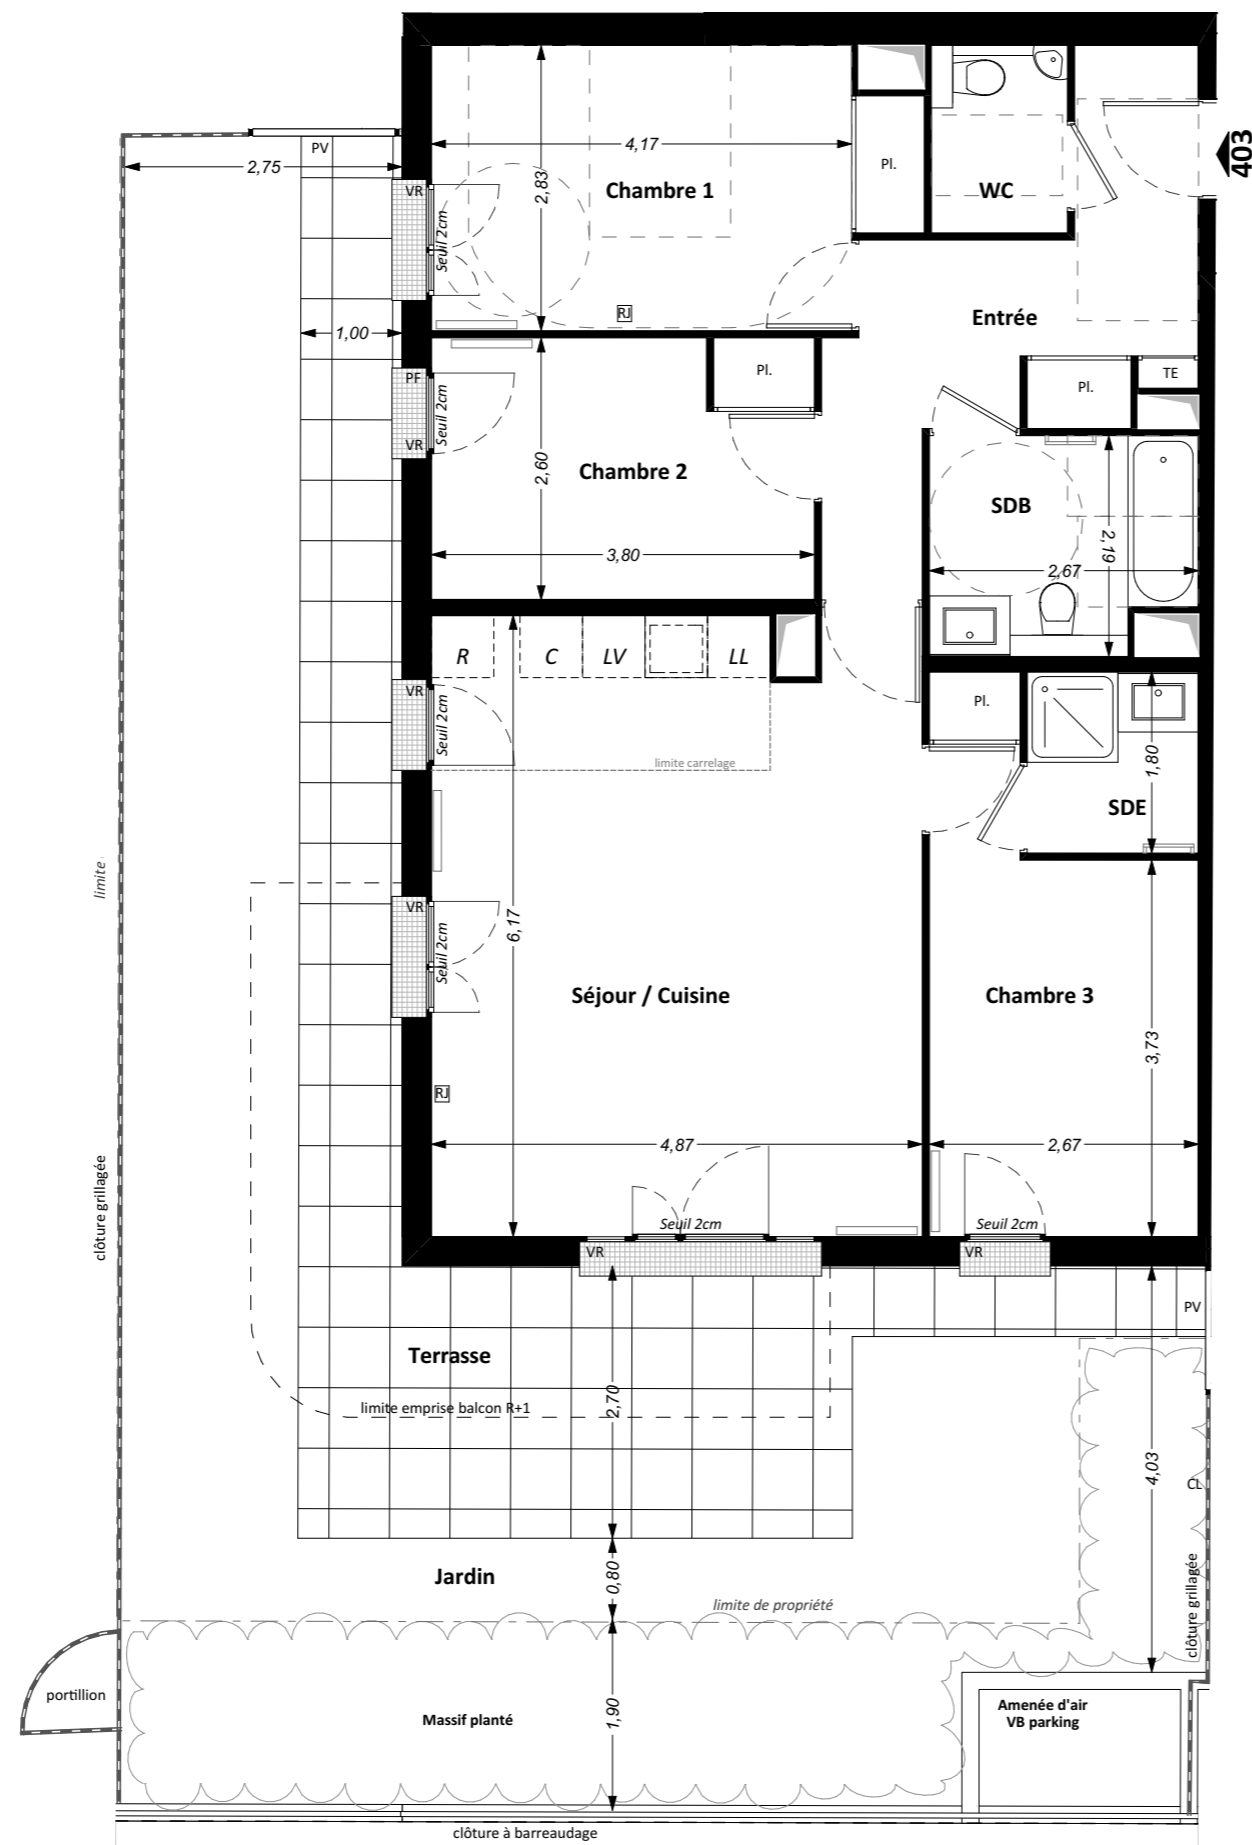 403
PV
2,75
VR
Seuil 2cm
4,17
2,83
Chambre 1
RJ
Pl.
WC
Entrée
1,00
PF
VR
Seuil 2cm
Pl.
2,60
Chambre 2
3,80
Pl.
TE
SDB
2,19
2,67
R
C
LV
LL
VR
Seuil 2cm
limite carrelage
Pl.
1,80
SDE
limite
VR
Seuil 2cm
6,17
Séjour / Cuisine
Chambre 3
3,73
RJ
4,87
2,67
clôture grillagée
Seuil 2cm
Seuil 2cm
VR
VR
PV
Terrasse
limite emprise balcon R+1
2,70
4,03
CL
clôture grillagée
Jardin
0,80
limite de propriété
portillion
Massif planté
1,90
Amenée d'air
VB parking
clôture à barreaudage